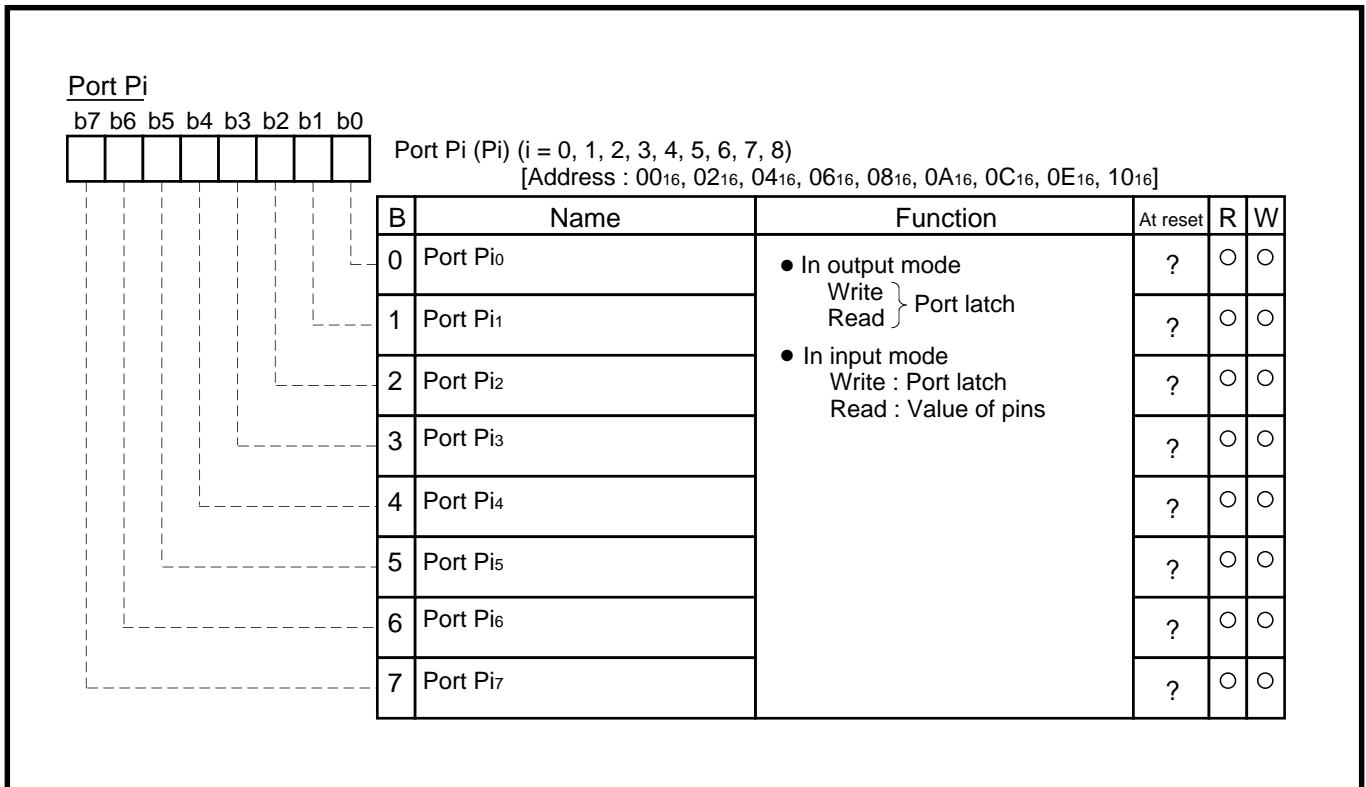 Port Pi
b7 b6 b5 b4 b3 b2 b1 b0
Port Pi (Pi) (i = 0, 1, 2, 3, 4, 5, 6, 7, 8)
[Address : 00₁₆, 02₁₆, 04₁₆, 06₁₆, 08₁₆, 0A₁₆, 0C₁₆, 0E₁₆, 10₁₆]
B Name Function At reset R W
0 Port Pi₀ ? ○ ○
● In output mode
Write
Read } Port latch
1 Port Pi₁ ? ○ ○
● In input mode
Write : Port latch
Read : Value of pins
2 Port Pi₂ ? ○ ○
3 Port Pi₃ ? ○ ○
4 Port Pi₄ ? ○ ○
5 Port Pi₅ ? ○ ○
6 Port Pi₆ ? ○ ○
7 Port Pi₇ ? ○ ○